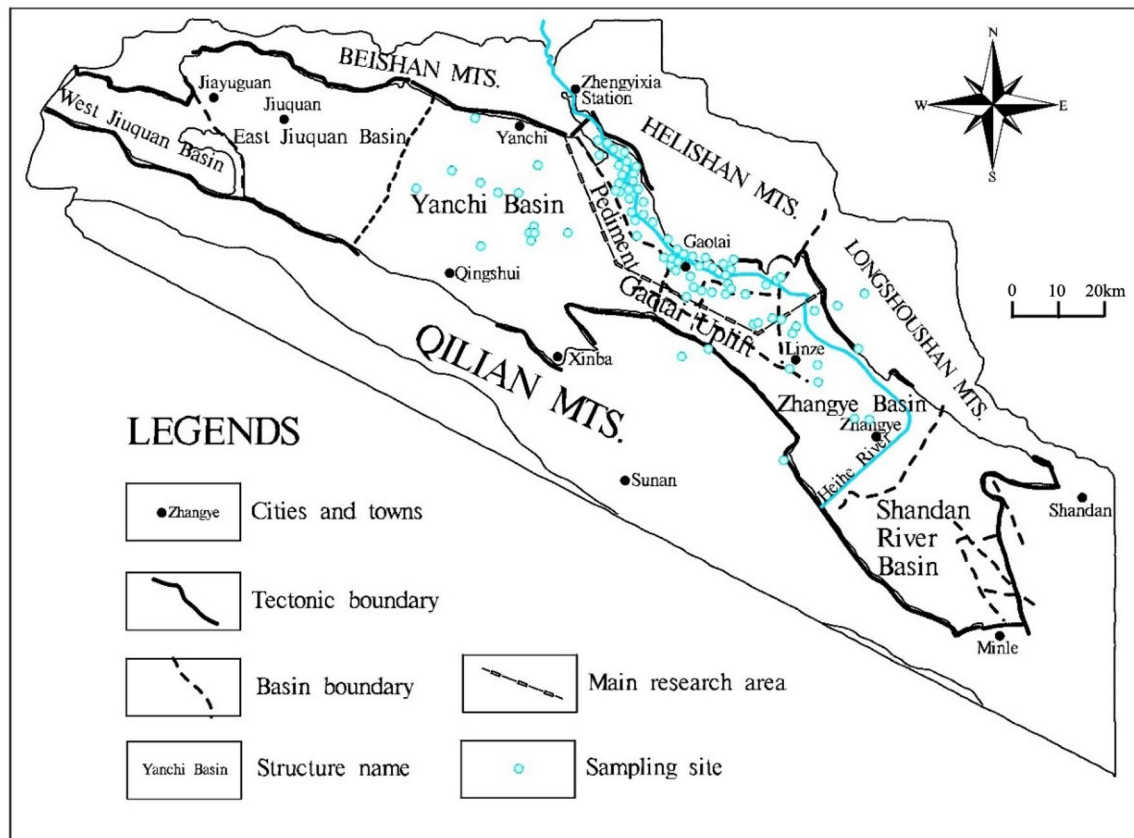 N
W
E
S
BEISHAN MTS.
Zhengyixia
Station
Jiayuguan
Jiuquan
West Jiuquan Basin
East Jiuquan Basin
Yanchi
HELISHAN MTS.
Pediment
Yanchi Basin
Gaotai
Qingshui
LONGSHOUSHAN MTS.
0 10 20km
Gaotai Uplift
Xinba
Linze
QILIAN MTS.
Zhangye Basin
Zhangye
Heihe River
Sunan
Shandan
Shandan
River
Basin
Minle
LEGENDS
Zhangye
Cities and towns
Tectonic boundary
Basin boundary
Main research area
Yanchi Basin
Structure name
Sampling site